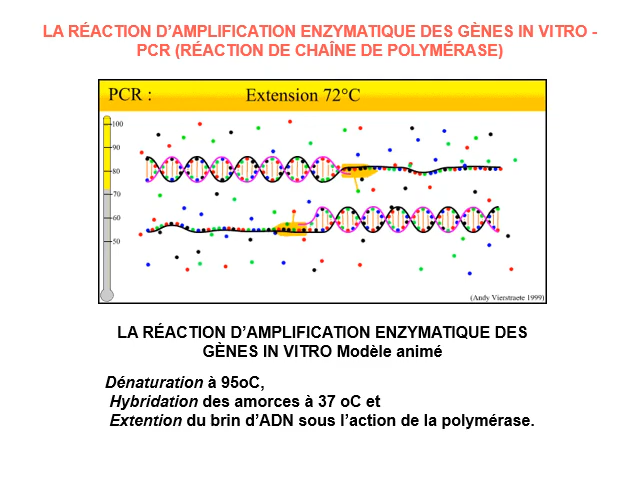 LA RÉACTION D’AMPLIFICATION ENZYMATIQUE DES GÈNES IN VITRO -
PCR (RÉACTION DE CHAÎNE DE POLYMÉRASE)
PCR : Extension 72°C
100
90
80
70
60
50
(Andy Vierstraete 1999)
LA RÉACTION D’AMPLIFICATION ENZYMATIQUE DES
GÈNES IN VITRO Modèle animé
Dénaturation à 95oC,
Hybridation des amorces à 37 oC et
Extention du brin d’ADN sous l’action de la polymérase.